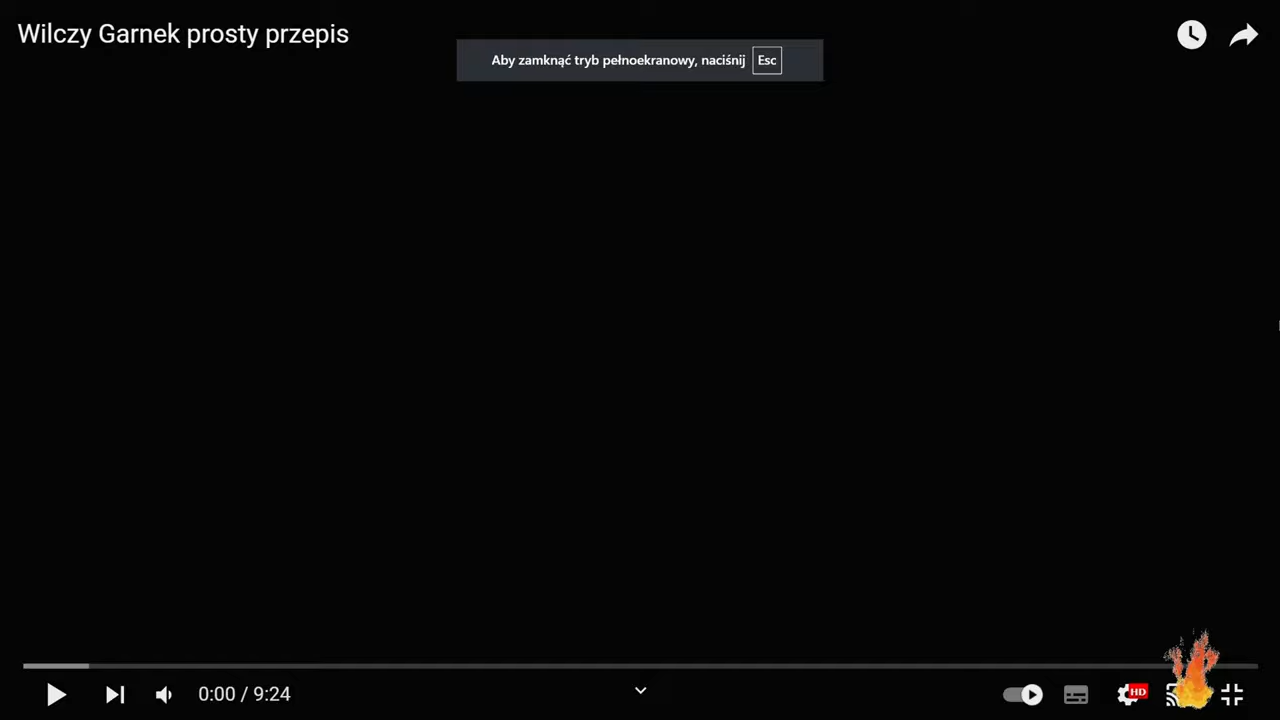 Wilczy Garnek prosty przepis
Aby zamknąć tryb pełnoekranowy, naciśnij Esc
0:00 / 9:24
HD